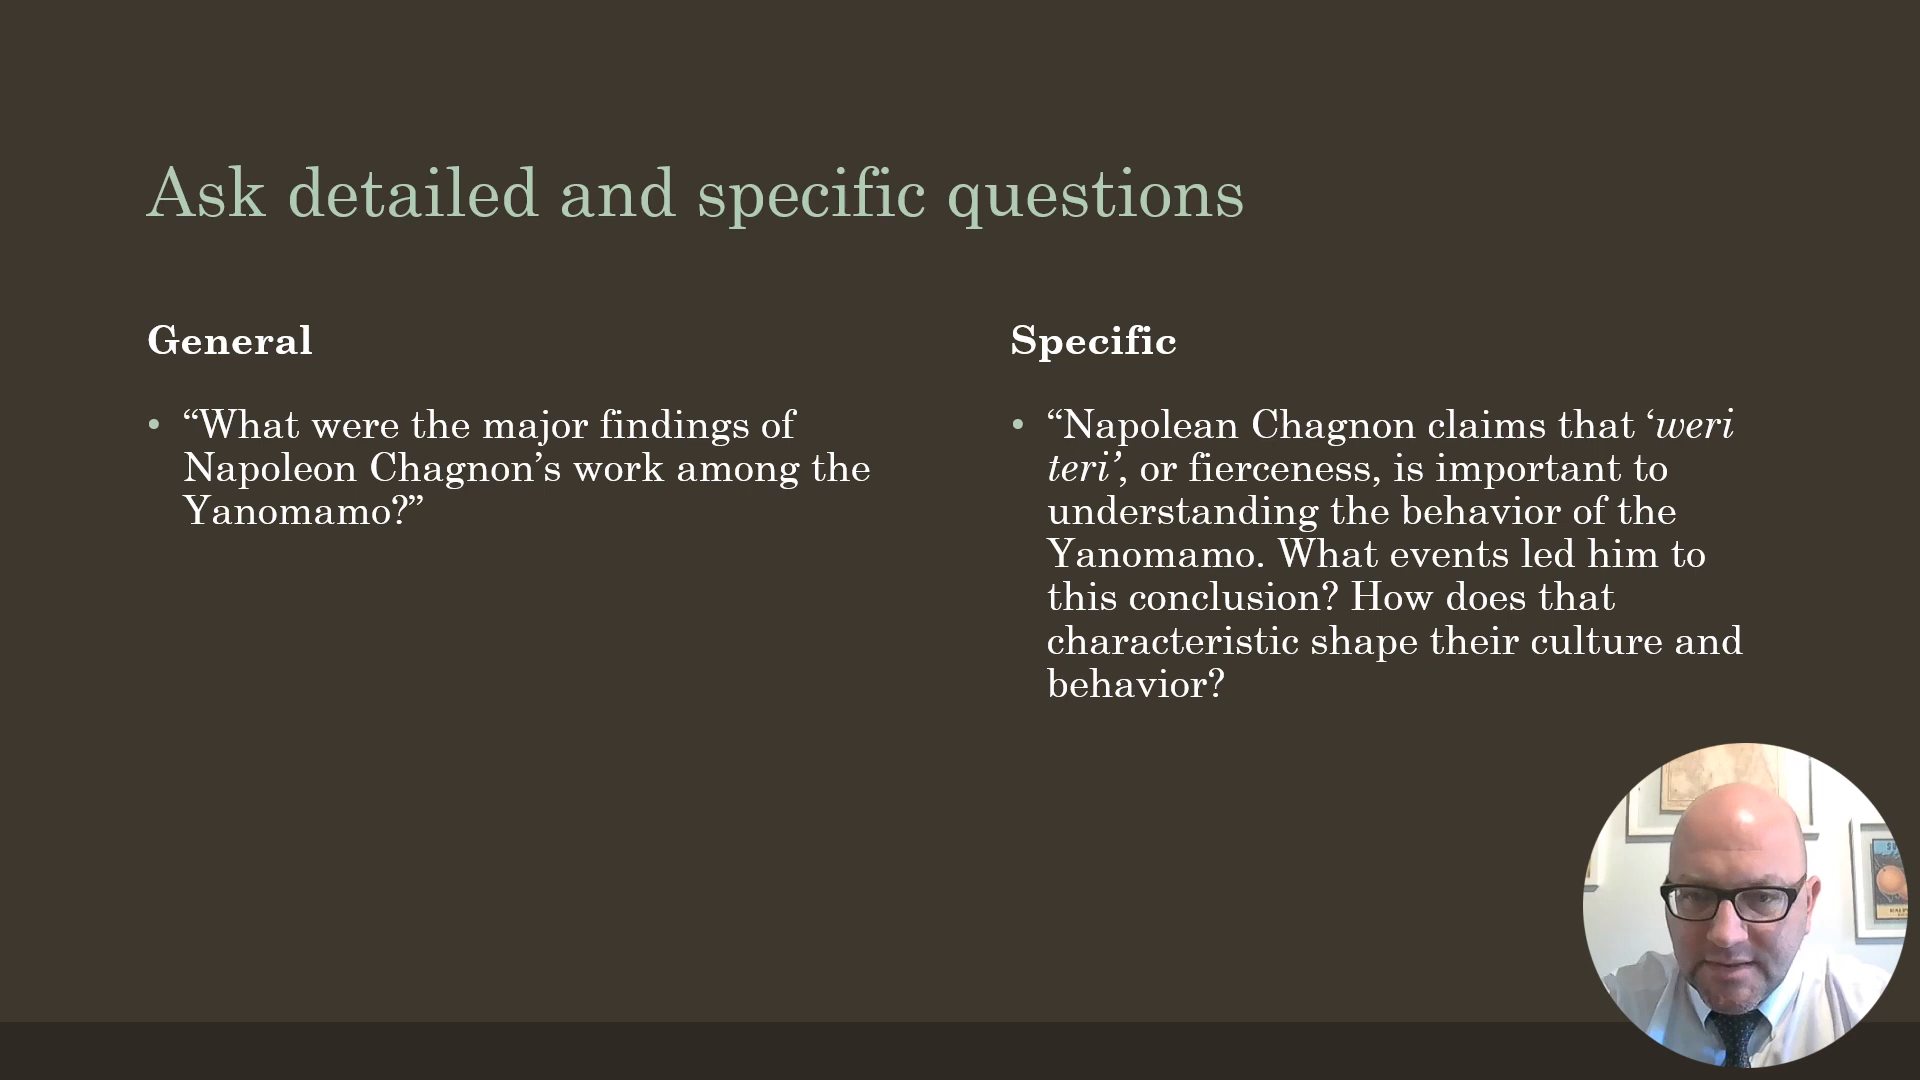 Ask detailed and specific questions
General
• “What were the major findings of
Napoleon Chagnon’s work among the
Yanomamo?”
Specific
• “Napolean Chagnon claims that ‘weri
teri’, or fierceness, is important to
understanding the behavior of the
Yanomamo. What events led him to
this conclusion? How does that
characteristic shape their culture and
behavior?